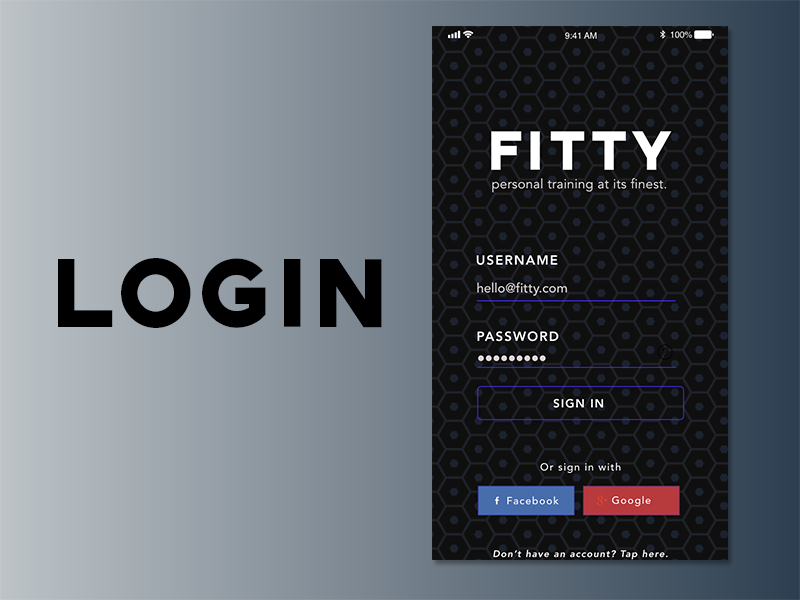 9:41 AM
100%
FITTY
personal training at its finest.
LOGIN
USERNAME
hello@fitty.com
PASSWORD
●●●●●●●●●
SIGN IN
Or sign in with
f Facebook
g+ Google
Don't have an account? Tap here.